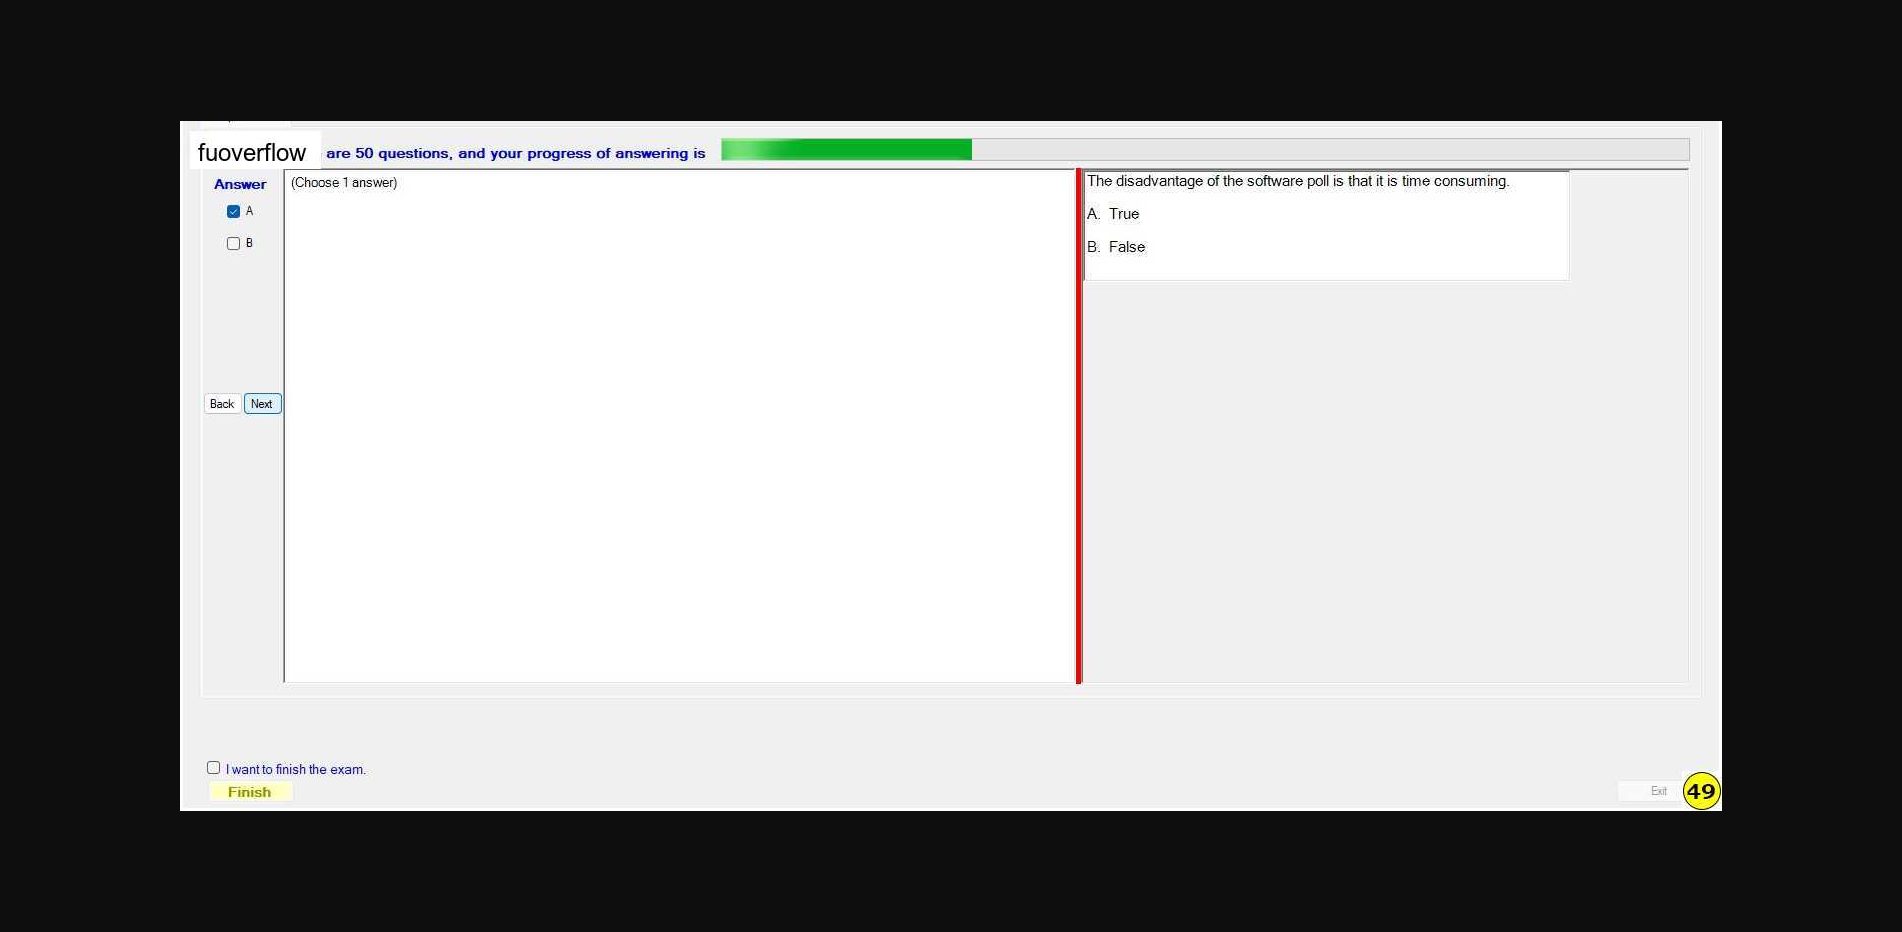 fuoverflow are 50 questions, and your progress of answering is
Answer
A
B
Back Next
(Choose 1 answer)
The disadvantage of the software poll is that it is time consuming.
A. True
B. False
I want to finish the exam.
Finish
Exit
49